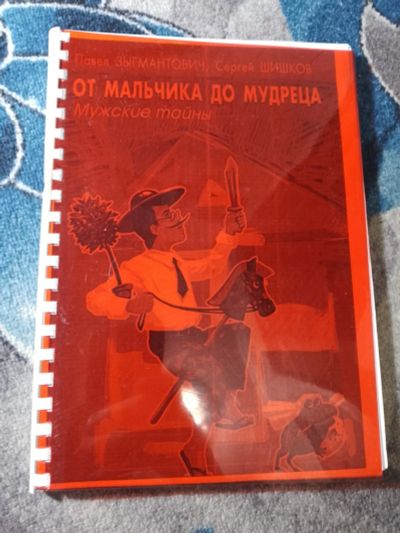 Павел ЗЫГМАНТОВИЧ, Сергей ШИШКОВ
ОТ МАЛЬЧИКА ДО МУДРЕЦА
Мужские тайны